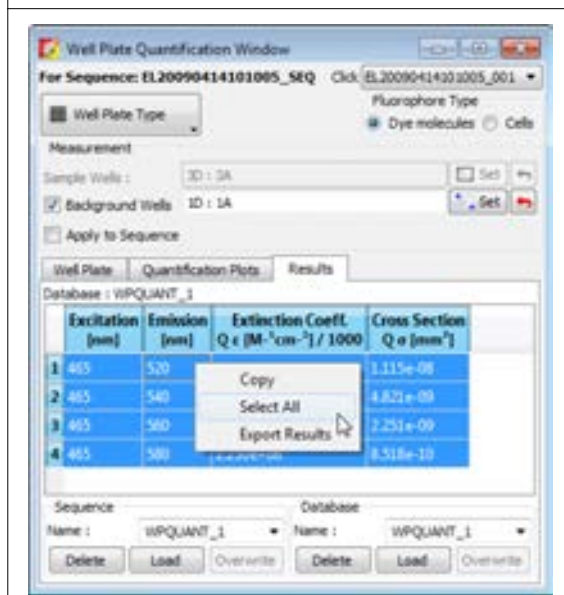 Well Plate Quantification Window
For Sequence: EL20090414101005_SEQ Click EL20090414101005_001
Well Plate Type
Fluorophore Type
Dye molecules Cells
Measurement
Sample Wells : 3D : 3A Set
Background Wells 1D : 1A Set
Apply to Sequence
Well Plate Quantification Plots Results
Database : WPQUANT_1
Excitation [nm] Emission [nm] Extinction Coeff. Q ε [M-1cm-1] / 1000 Cross Section Q σ [mm2]
1 465 520 1.115e-08
2 465 540 4.821e-09
3 465 560 2.251e-09
4 465 580 8.518e-10
Copy
Select All
Export Results
Sequence Database
Name : WPQUANT_1 Name : WPQUANT_1
Delete Load Overwrite Delete Load Overwrite